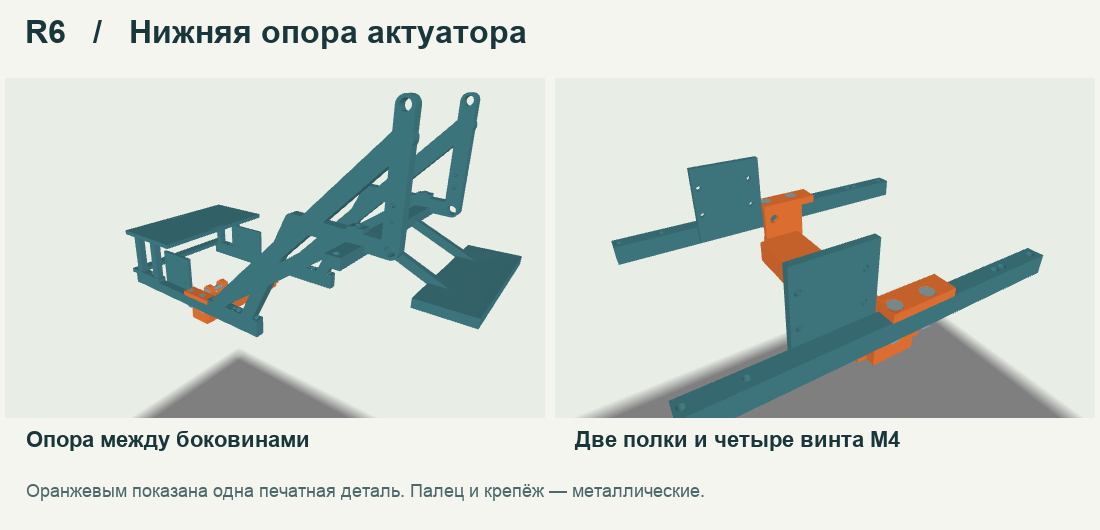 R6 / Нижняя опора актуатора
Опора между боковинами
Две полки и четыре винта М4
Оранжевым показана одна печатная деталь. Палец и крепёж — металлические.